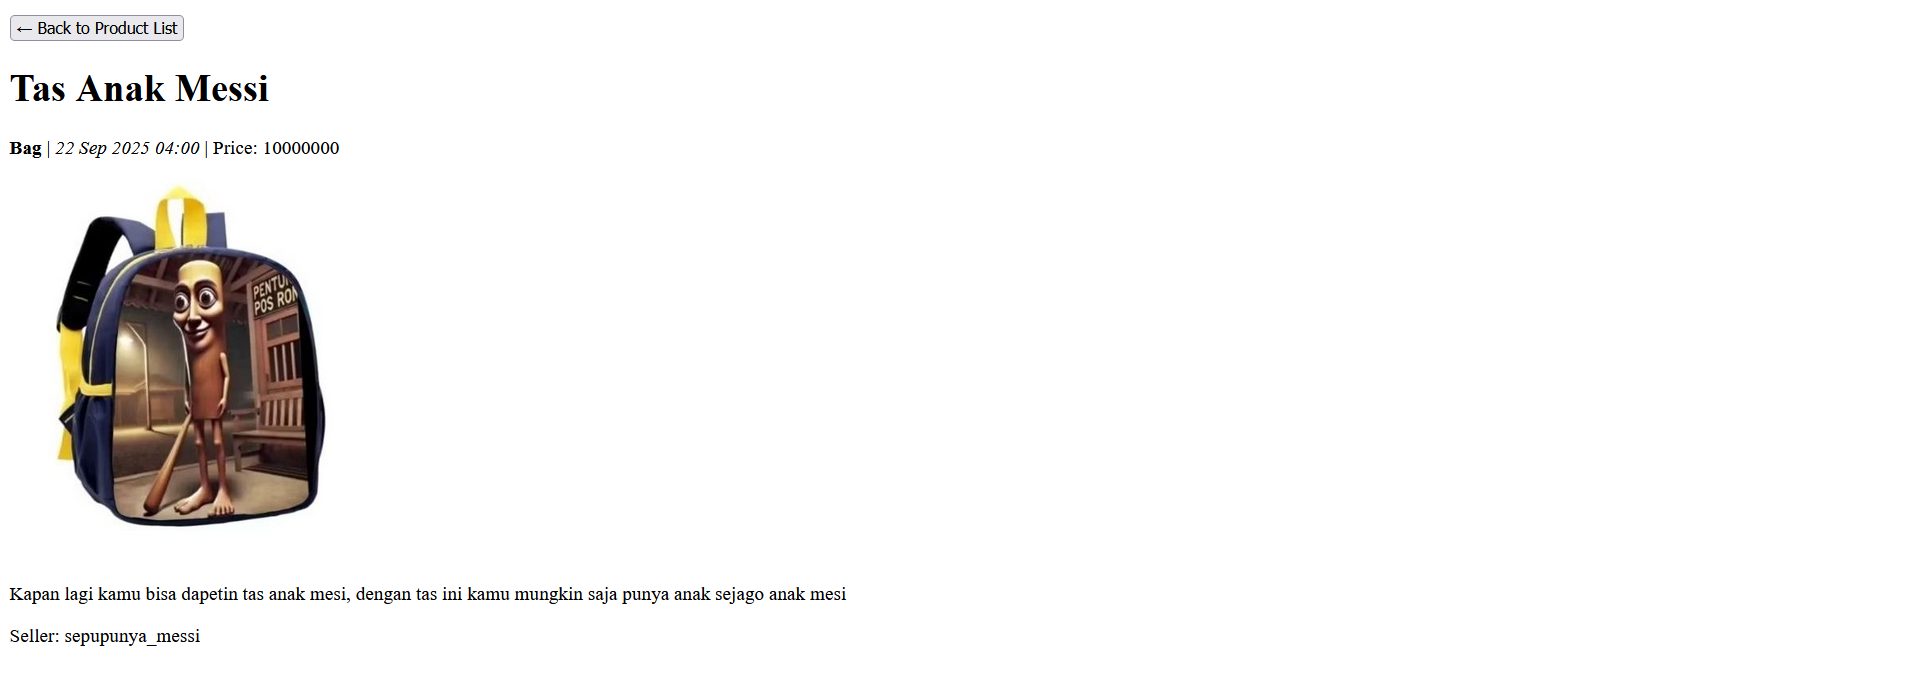 ← Back to Product List
Tas Anak Messi
Bag | 22 Sep 2025 04:00 | Price: 10000000
PENTU
POS RON
Kapan lagi kamu bisa dapetin tas anak mesi, dengan tas ini kamu mungkin saja punya anak sejago anak mesi
Seller: sepupunya_messi